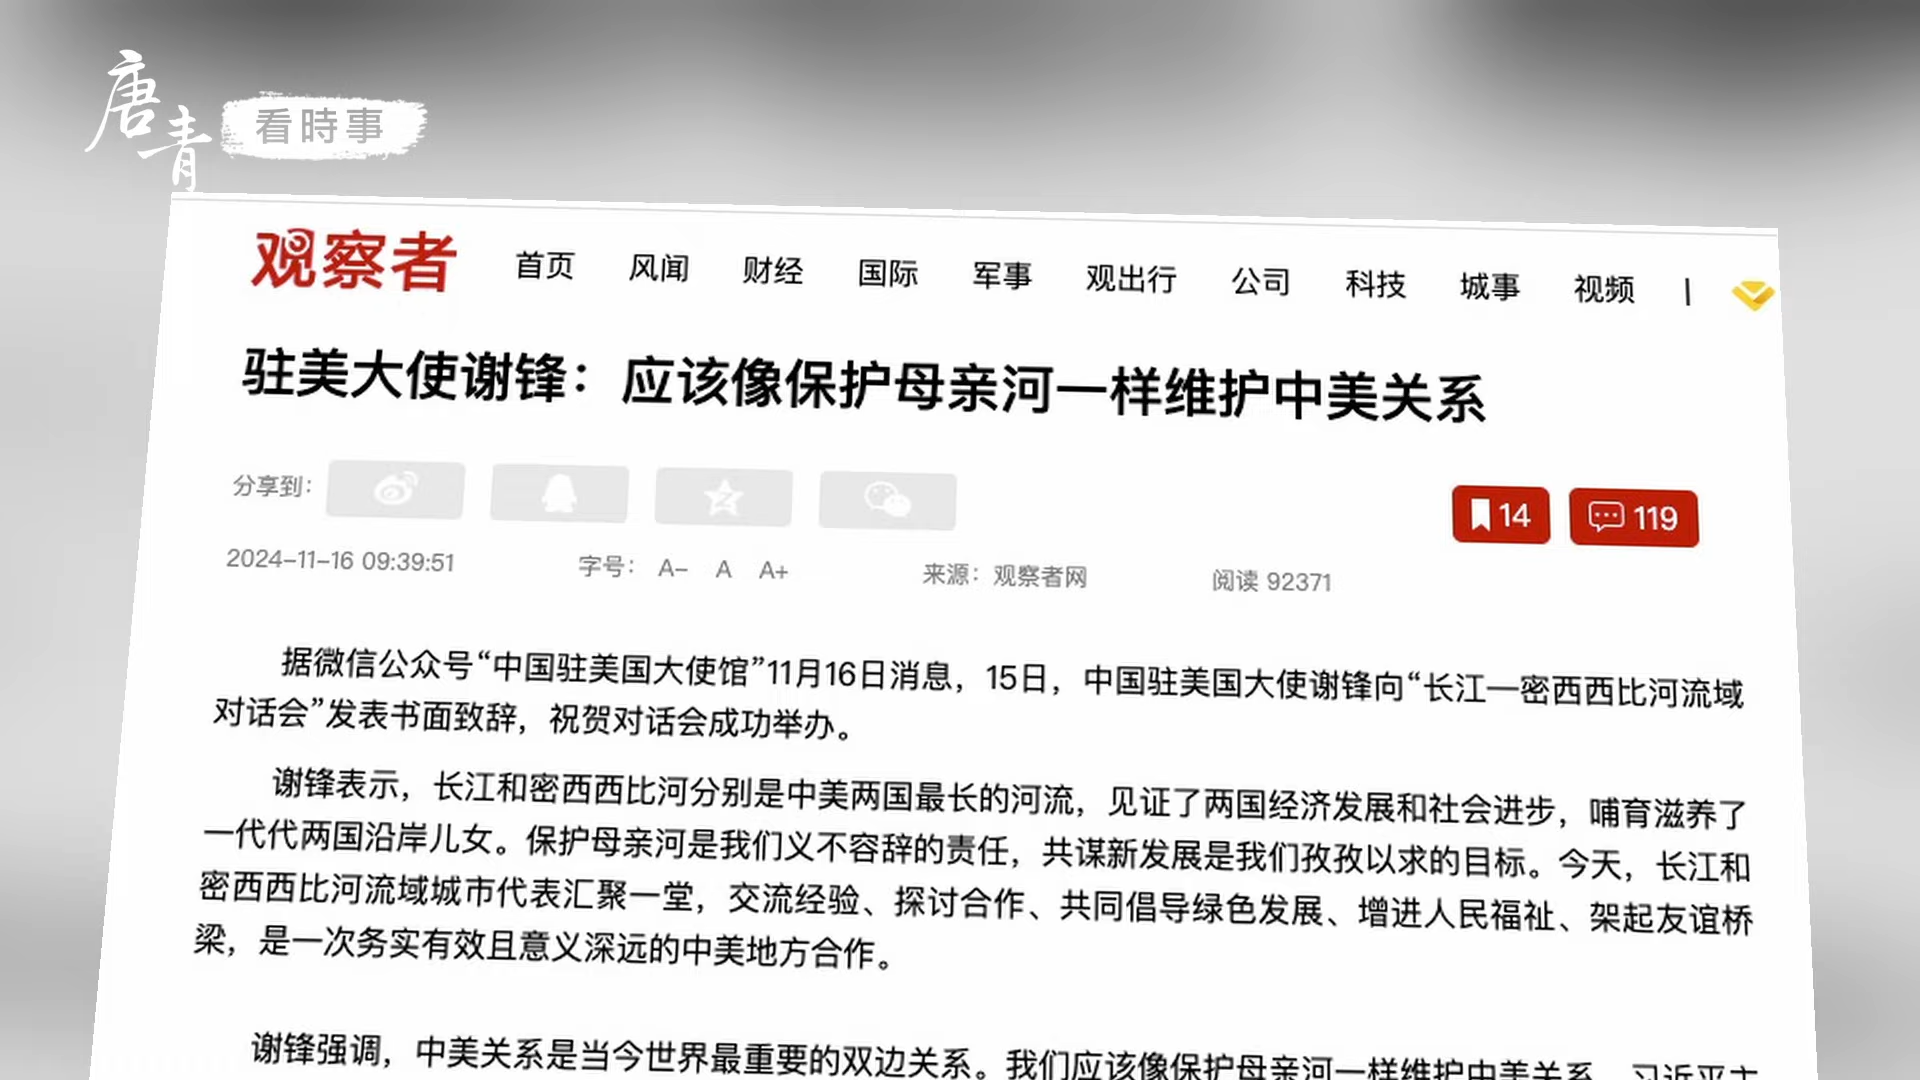 唐青
看時事
观察者 首页 风闻 财经 国际 军事 观出行 公司 科技 城事 视频 |
驻美大使谢锋：应该像保护母亲河一样维护中美关系
分享到：
14 119
2024-11-16 09:39:51 字号： A- A A+ 来源：观察者网 阅读 92371
据微信公众号“中国驻美国大使馆”11月16日消息，15日，中国驻美国大使谢锋向“长江—密西西比河流域
对话会”发表书面致辞，祝贺对话会成功举办。
谢锋表示，长江和密西西比河分别是中美两国最长的河流，见证了两国经济发展和社会进步，哺育滋养了
一代代两国沿岸儿女。保护母亲河是我们义不容辞的责任，共谋新发展是我们孜孜以求的目标。今天，长江和
密西西比河流域城市代表汇聚一堂，交流经验、探讨合作、共同倡导绿色发展、增进人民福祉、架起友谊桥
梁，是一次务实有效且意义深远的中美地方合作。
谢锋强调，中美关系是当今世界最重要的双边关系。我们应该像保护母亲河一样维护中美关系，习近平主